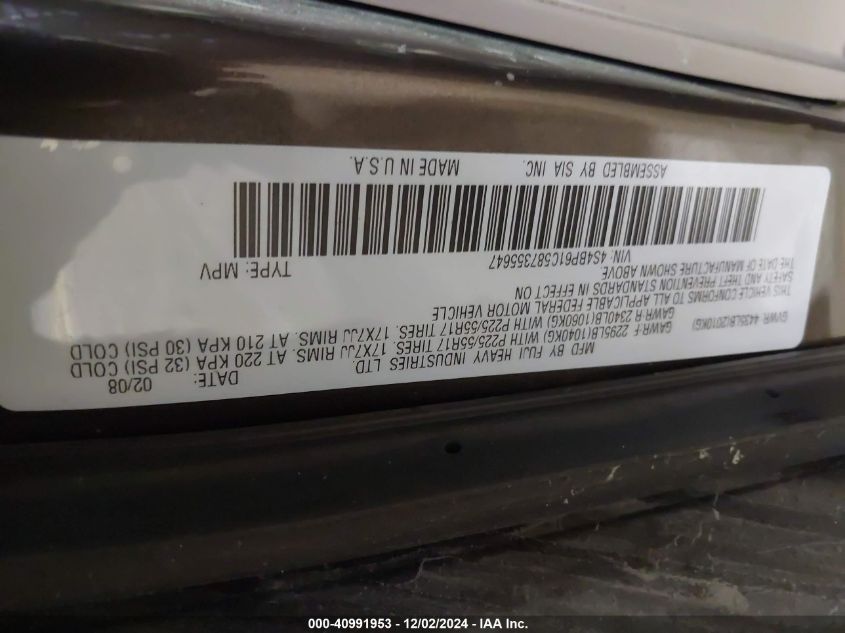 MFD BY FUJI HEAVY INDUSTRIES LTD. DATE: 02/08
GAWR-F 2295LB(1040KG) WITH P225/55R17 TIRES. 17X7JJ RIMS. AT 220 KPA (32 PSI) COLD
GVWR: 4435LB(2010KG) GAWR R 2340LB(1060KG) WITH P225/55R17 TIRES. 17X7JJ RIMS. AT 210 KPA (30 PSI) COLD
THIS VEHICLE CONFORMS TO ALL APPLICABLE FEDERAL MOTOR VEHICLE
SAFETY AND THEFT PREVENTION STANDARDS IN EFFECT ON
THE DATE OF MANUFACTURE SHOWN ABOVE.
VIN: 4S4BP61C587355647 TYPE: MPV
ASSEMBLED BY SIA INC. MADE IN U.S.A.
000-40991953 - 12/02/2024 - IAA Inc.